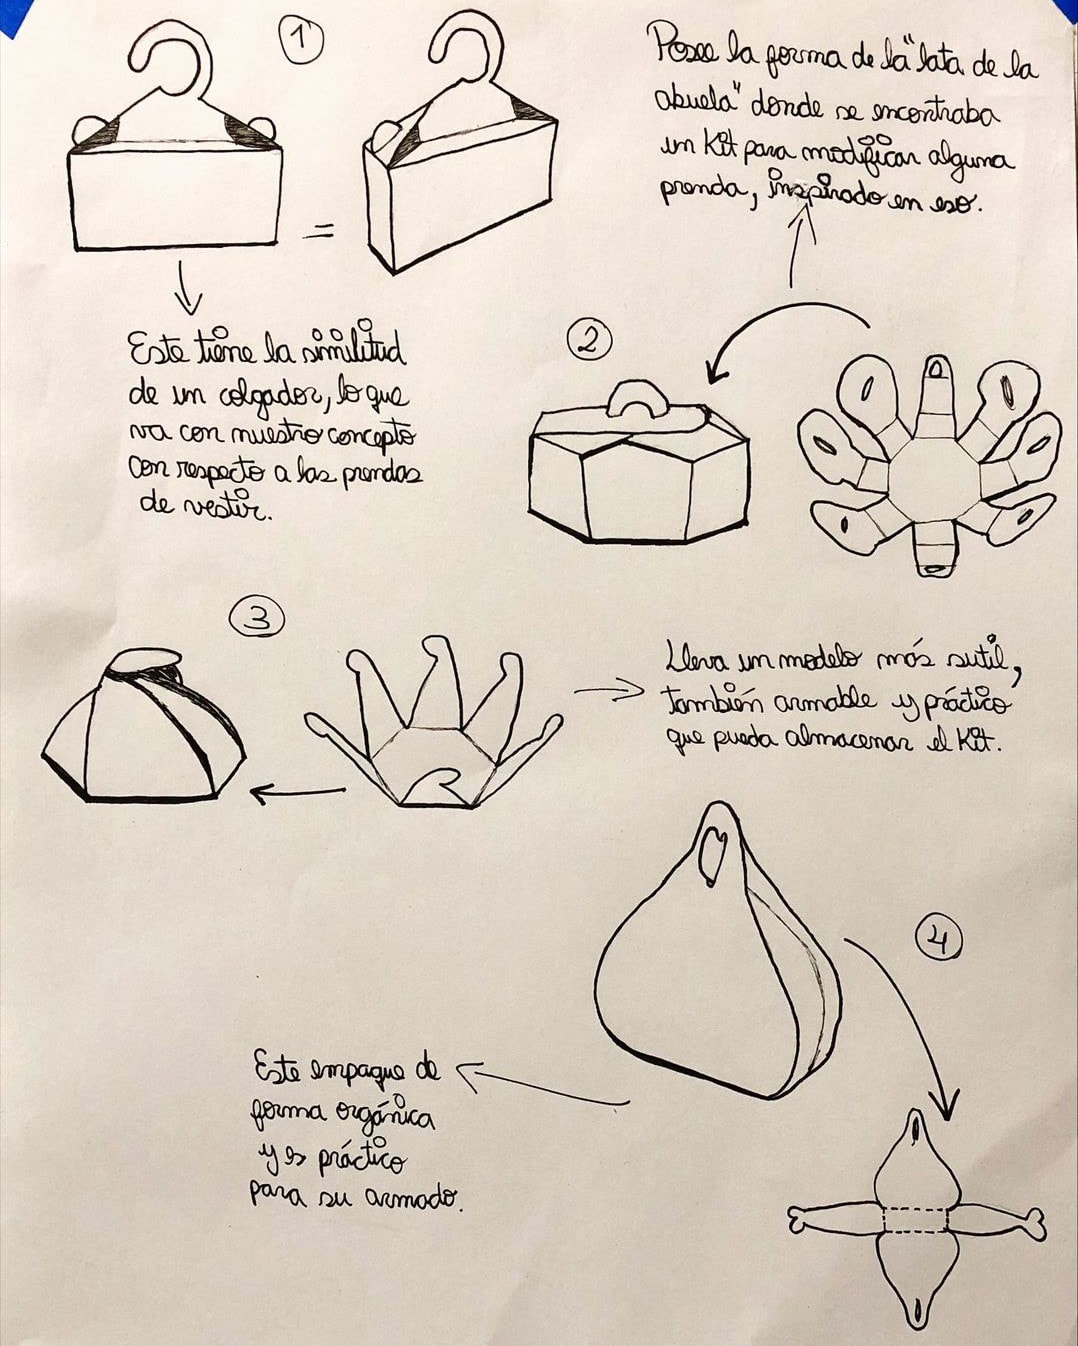 1
Posee la forma de la "lata de la
abuela" donde se encontraba
un Kit para modificar alguna
prenda, inspirado en eso.
=
Este tiene la similitud
de un colgador, lo que
va con nuestro concepto
con respecto a las prendas
de vestir.
2
3
Lleva un modelo más sutil,
también armable y práctico
que pueda almacenar el Kit.
4
Este empaque de
forma orgánica
y es práctico
para su armado.